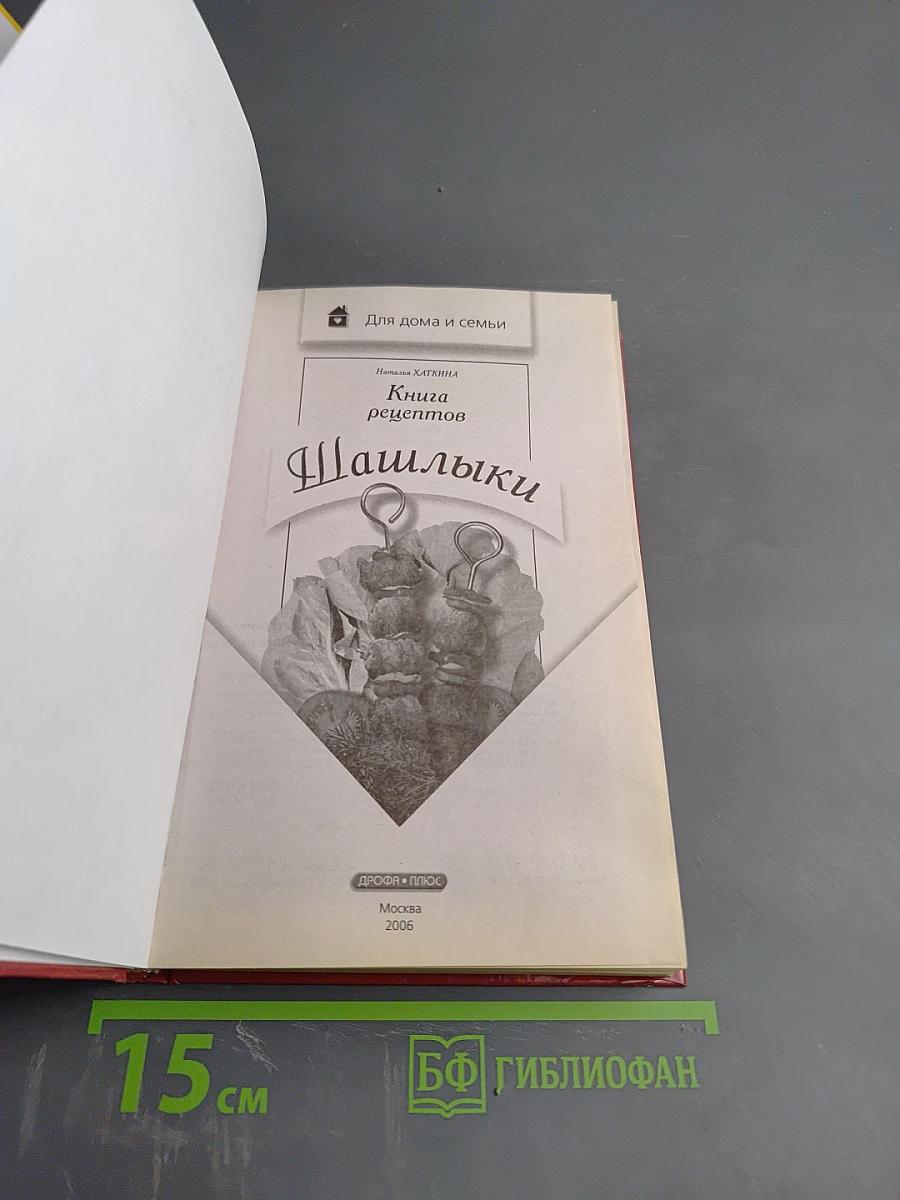 Для дома и семьи
Наталья ХАТКИНА
Книга
рецептов
Шашлыки
ДРОФА • ПЛЮС
Москва
2006
15 см
БФ ГИБЛИОФАН